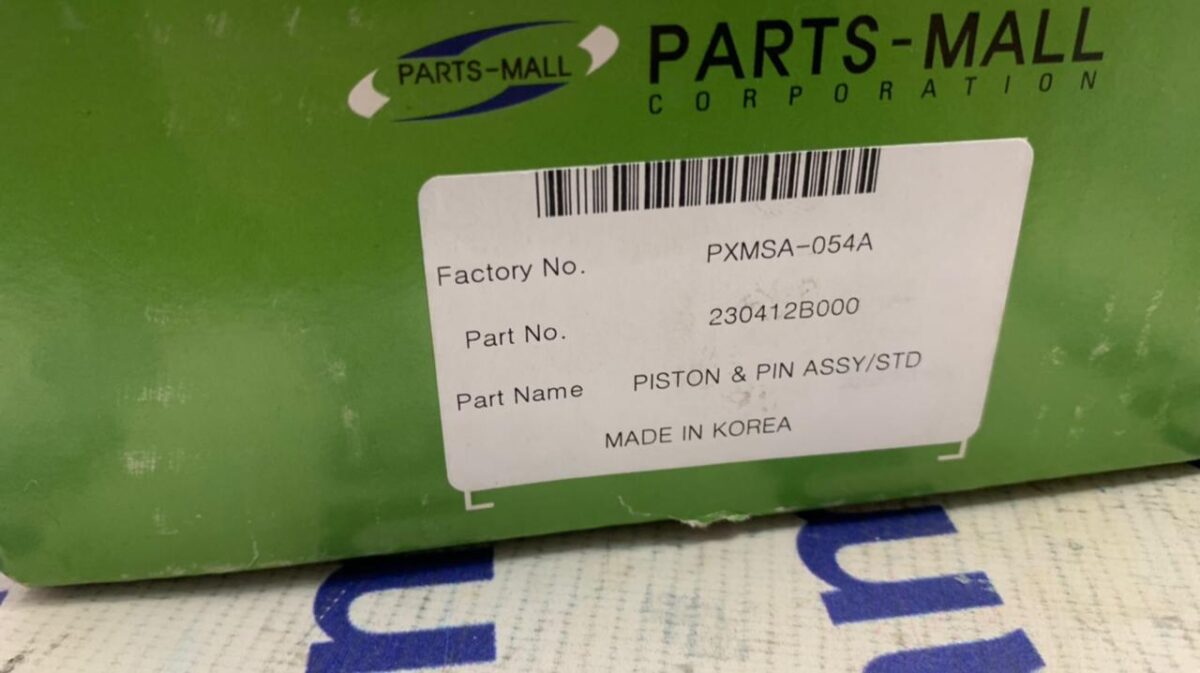 PARTS-MALL
PARTS-MALL
CORPORATION
Factory No. PXMSA-054A
Part No. 230412B000
Part Name PISTON & PIN ASSY/STD
MADE IN KOREA